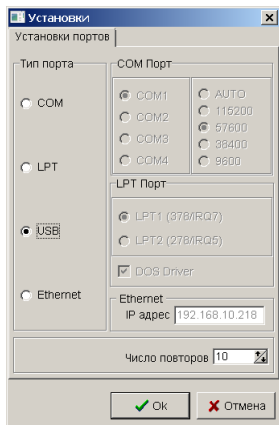 Установки
Установки портов
Тип порта
COM
LPT
USB
Ethernet
COM Порт
COM1
COM2
COM3
COM4
AUTO
115200
57600
38400
9600
LPT Порт
LPT1 (378/IRQ7)
LPT2 (278/IRQ5)
DOS Driver
Ethernet
IP адрес 192.168.10.218
Число повторов 10
Ok
Отмена